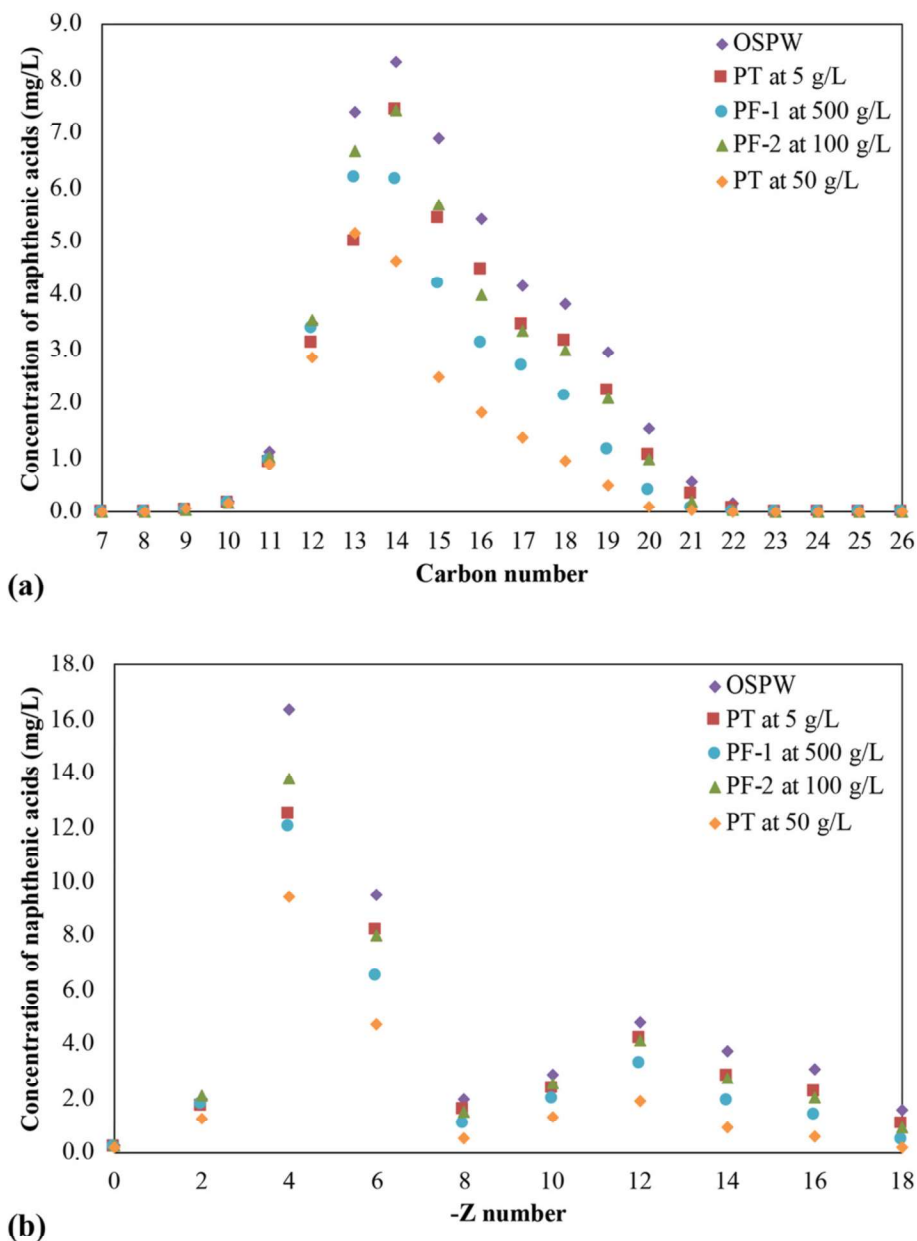 9.0
8.0
7.0
6.0
5.0
4.0
3.0
2.0
1.0
0.0
Concentration of naphthenic acids (mg/L)
OSPW
PT at 5 g/L
PF-1 at 500 g/L
PF-2 at 100 g/L
PT at 50 g/L
7 8 9 10 11 12 13 14 15 16 17 18 19 20 21 22 23 24 25 26
Carbon number
(a)
18.0
16.0
14.0
12.0
10.0
8.0
6.0
4.0
2.0
0.0
Concentration of naphthenic acids (mg/L)
OSPW
PT at 5 g/L
PF-1 at 500 g/L
PF-2 at 100 g/L
PT at 50 g/L
0 2 4 6 8 10 12 14 16 18
-Z number
(b)